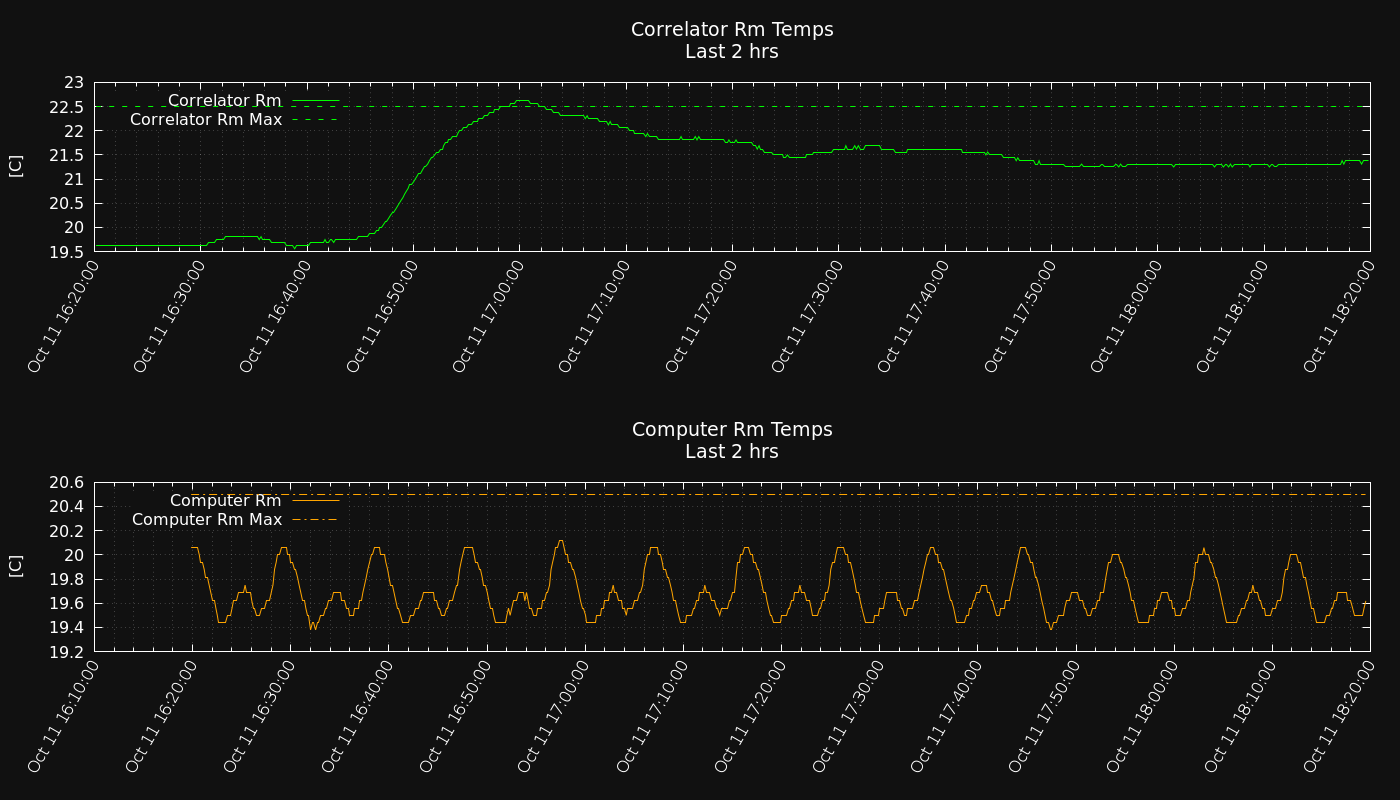 Correlator Rm Temps
Last 2 hrs
23
22.5
22
21.5
21
20.5
20
19.5
[C]
Correlator Rm
Correlator Rm Max
Oct 11 16:20:00
Oct 11 16:30:00
Oct 11 16:40:00
Oct 11 16:50:00
Oct 11 17:00:00
Oct 11 17:10:00
Oct 11 17:20:00
Oct 11 17:30:00
Oct 11 17:40:00
Oct 11 17:50:00
Oct 11 18:00:00
Oct 11 18:10:00
Oct 11 18:20:00
Computer Rm Temps
Last 2 hrs
20.6
20.4
20.2
20
19.8
19.6
19.4
19.2
[C]
Computer Rm
Computer Rm Max
Oct 11 16:10:00
Oct 11 16:20:00
Oct 11 16:30:00
Oct 11 16:40:00
Oct 11 16:50:00
Oct 11 17:00:00
Oct 11 17:10:00
Oct 11 17:20:00
Oct 11 17:30:00
Oct 11 17:40:00
Oct 11 17:50:00
Oct 11 18:00:00
Oct 11 18:10:00
Oct 11 18:20:00